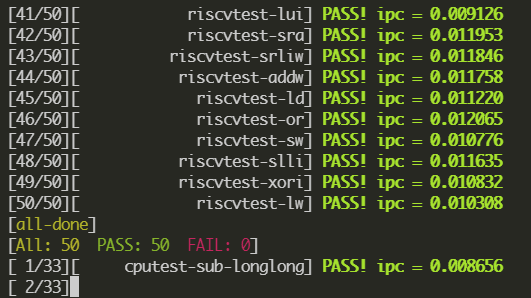 [41/50][ riscvtest-lui] PASS! ipc = 0.009126
[42/50][ riscvtest-sra] PASS! ipc = 0.011953
[43/50][ riscvtest-srliw] PASS! ipc = 0.011846
[44/50][ riscvtest-addw] PASS! ipc = 0.011758
[45/50][ riscvtest-ld] PASS! ipc = 0.011220
[46/50][ riscvtest-or] PASS! ipc = 0.012065
[47/50][ riscvtest-sw] PASS! ipc = 0.010776
[48/50][ riscvtest-slli] PASS! ipc = 0.011635
[49/50][ riscvtest-xori] PASS! ipc = 0.010832
[50/50][ riscvtest-lw] PASS! ipc = 0.010308
[all-done]
[All: 50 PASS: 50 FAIL: 0]
[ 1/33][ cputest-sub-longlong] PASS! ipc = 0.008656
[ 2/33]